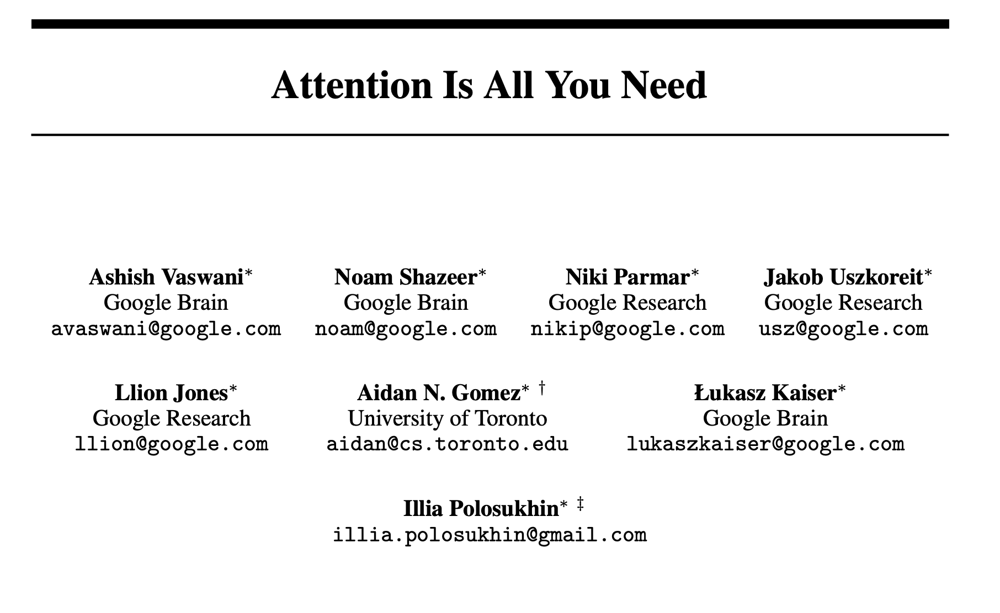 Attention Is All You Need
Ashish Vaswani* Noam Shazeer* Niki Parmar* Jakob Uszkoreit*
Google Brain Google Brain Google Research Google Research
avaswani@google.com noam@google.com nikip@google.com usz@google.com
Llion Jones* Aidan N. Gomez* † Łukasz Kaiser*
Google Research University of Toronto Google Brain
llion@google.com aidan@cs.toronto.edu lukaszkaiser@google.com
Illia Polosukhin* ‡
illia.polosukhin@gmail.com